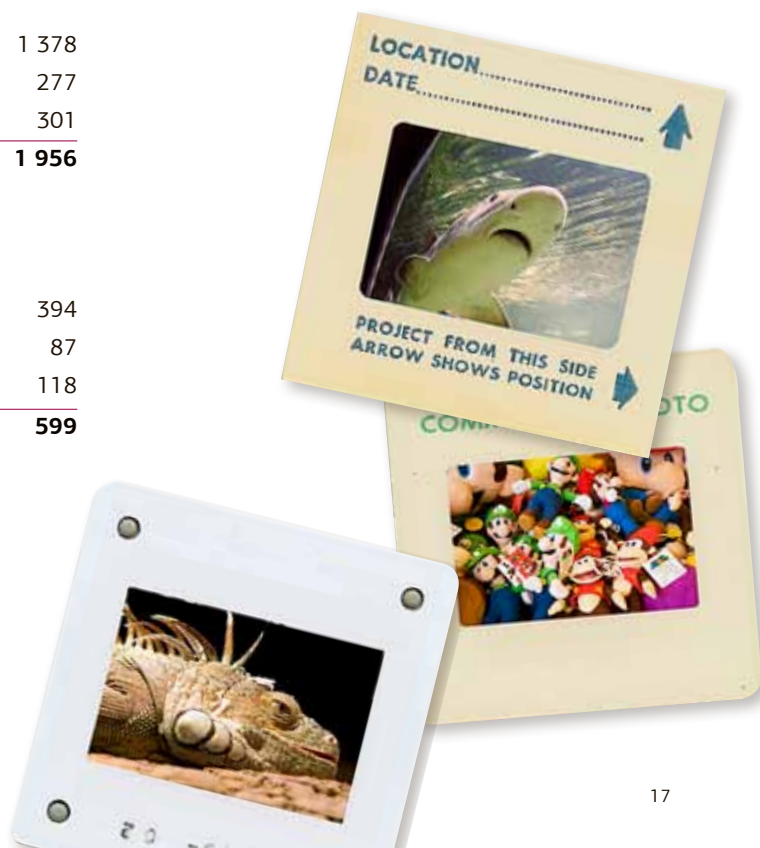 1 378
277
301
1 956
394
87
118
599
LOCATION
DATE
PROJECT FROM THIS SIDE
ARROW SHOWS POSITION
17